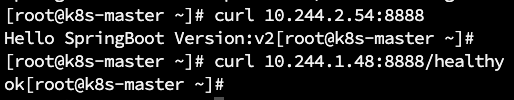 [root@k8s-master ~]# curl 10.244.2.54:8888
Hello SpringBoot Version:v2[root@k8s-master ~]#
[root@k8s-master ~]# curl 10.244.1.48:8888/healthy
ok[root@k8s-master ~]#